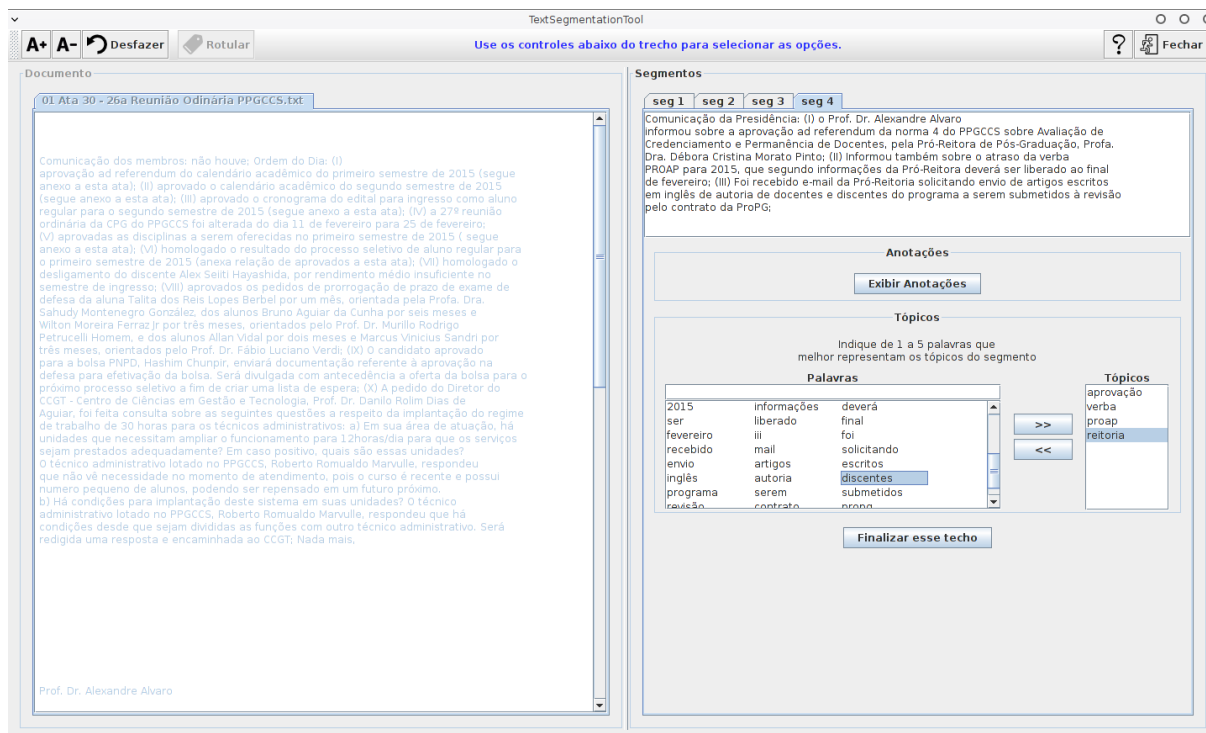 TextSegmentationTool
A+ A- Desfazer Rotular
Use os controles abaixo do trecho para selecionar as opções.
? Fechar
Documento
01 Ata 30 - 26a Reunião Odinária PPGCCS.txt
Comunicação dos membros: não houve; Ordem do Dia: (I)
aprovação ad referendum do calendário acadêmico do primeiro semestre de 2015 (segue
anexo a esta ata); (II) aprovado o calendário acadêmico do segundo semestre de 2015
(segue anexo a esta ata); (III) aprovado o cronograma do edital para ingresso como aluno
regular para o segundo semestre de 2015 (segue anexo a esta ata); (IV) a 27º reunião
ordinária da CPG do PPGCCS foi alterada do dia 11 de fevereiro para 25 de fevereiro;
(V) aprovadas as disciplinas a serem oferecidas no primeiro semestre de 2015 ( segue
anexo a esta ata); (VI) homologado o resultado do processo seletivo de aluno regular para
o primeiro semestre de 2015 (anexa relação de aprovados a esta ata); (VII) homologado o
desligamento do discente Alex Seiiti Hayashida, por rendimento médio insuficiente no
semestre de ingresso; (VIII) aprovados os pedidos de prorrogação de prazo de exame de
defesa da aluna Talita dos Reis Lopes Berbel por um mês, orientada pela Profa. Dra.
Sahudy Montenegro González, dos alunos Bruno Aguiar da Cunha por seis meses e
Wilton Moreira Ferraz Jr por três meses, orientados pelo Prof. Dr. Murillo Rodrigo
Petrucelli Homem, e dos alunos Allan Vidal por dois meses e Marcus Vinicius Sandri por
três meses, orientados pelo Prof. Dr. Fábio Luciano Verdi; (IX) O candidato aprovado
para a bolsa PNPD, Hashim Chunpir, enviará documentação referente à aprovação na
defesa para efetivação da bolsa. Será divulgada com antecedência a oferta da bolsa para o
próximo processo seletivo a fim de criar uma lista de espera; (X) A pedido do Diretor do
CCGT - Centro de Ciências em Gestão e Tecnologia, Prof. Dr. Danilo Rolim Dias de
Aguiar, foi feita consulta sobre as seguintes questões a respeito da implantação do regime
de trabalho de 30 horas para os técnicos administrativos: a) Em sua área de atuação, há
unidades que necessitam ampliar o funcionamento para 12horas/dia para que os serviços
sejam prestados adequadamente? Em caso positivo, quais são essas unidades?
O técnico administrativo lotado no PPGCCS, Roberto Romualdo Marvulle, respondeu
que não vê necessidade no momento de atendimento, pois o curso é recente e possui
numero pequeno de alunos, podendo ser repensado em um futuro próximo.
b) Há condições para implantação deste sistema em suas unidades? O técnico
administrativo lotado no PPGCCS, Roberto Romualdo Marvulle, respondeu que há
condições desde que sejam divididas as funções com outro técnico administrativo. Será
redigida uma resposta e encaminhada ao CCGT; Nada mais,
Prof. Dr. Alexandre Alvaro
Segmentos
seg 1 seg 2 seg 3 seg 4
Comunicação da Presidência: (I) o Prof. Dr. Alexandre Alvaro
informou sobre a aprovação ad referendum da norma 4 do PPGCCS sobre Avaliação de
Credenciamento e Permanência de Docentes, pela Pró-Reitora de Pós-Graduação, Profa.
Dra. Débora Cristina Morato Pinto; (II) Informou também sobre o atraso da verba
PROAP para 2015, que segundo informações da Pró-Reitora deverá ser liberado ao final
de fevereiro; (III) Foi recebido e-mail da Pró-Reitoria solicitando envio de artigos escritos
em inglês de autoria de docentes e discentes do programa a serem submetidos à revisão
pelo contrato da ProPG;
Anotações
Exibir Anotações
Tópicos
Indique de 1 a 5 palavras que
melhor representam os tópicos do segmento
Palavras
2015 informações deverá
ser liberado final
fevereiro iii foi
recebido mail solicitando
envio artigos escritos
inglês autoria discentes
programa serem submetidos
revisão contrato propg
>>
<<
Tópicos
aprovação
verba
proap
reitoria
Finalizar esse techo